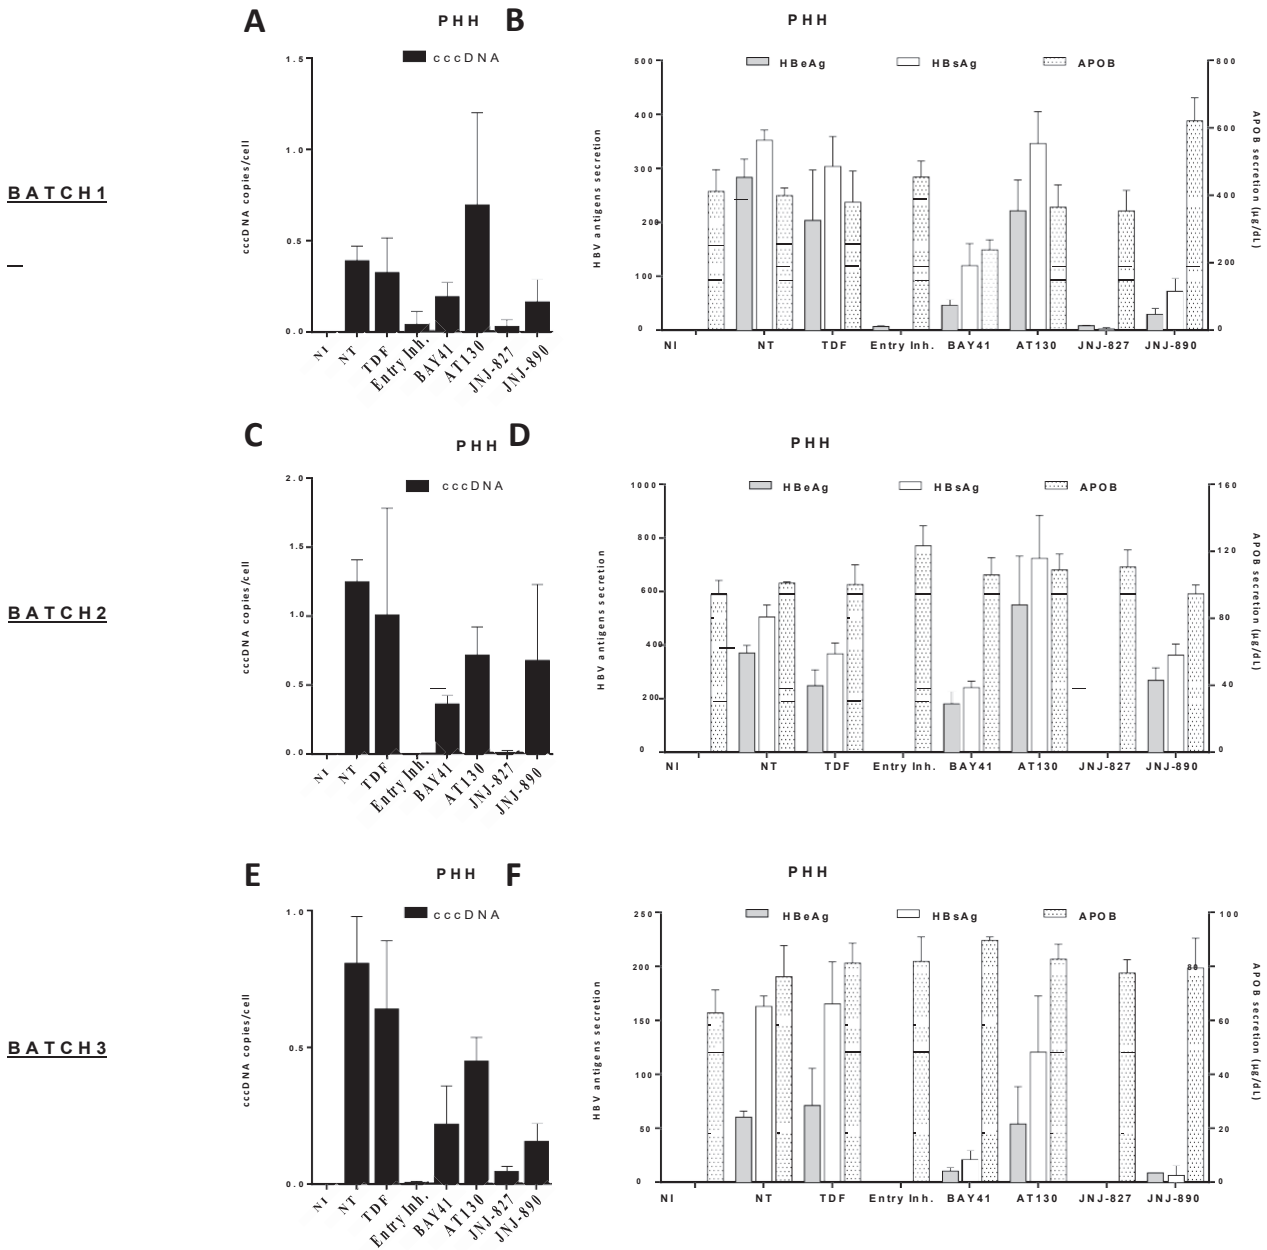 A
PHH
cccDNA
cccDNA copies/cell
1.5
1.0
0.5
0.0
NI
NT
TDF
Entry Inh.
BAY41
AT130
JNJ-827
JNJ-890
B
PHH
HBeAg
HBsAg
APOB
HBV antigens secretion
500
400
300
200
100
0
APOB secretion (µg/dL)
800
600
400
200
0
NI NT TDF Entry Inh. BAY41 AT130 JNJ-827 JNJ-890
BATCH1
C
PHH
cccDNA
cccDNA copies/cell
2.0
1.5
1.0
0.5
0.0
NI
NT
TDF
Entry Inh.
BAY41
AT130
JNJ-827
JNJ-890
D
PHH
HBeAg
HBsAg
APOB
HBV antigens secretion
1000
800
600
400
200
0
APOB secretion (µg/dL)
160
120
80
40
0
NI NT TDF Entry Inh. BAY41 AT130 JNJ-827 JNJ-890
BATCH2
E
PHH
cccDNA
cccDNA copies/cell
1.0
0.5
0.0
NI
NT
TDF
Entry Inh.
BAY41
AT130
JNJ-827
JNJ-890
F
PHH
HBeAg
HBsAg
APOB
HBV antigens secretion
250
200
150
100
50
0
APOB secretion (µg/dL)
100
80
60
40
20
0
NI NT TDF Entry Inh. BAY41 AT130 JNJ-827 JNJ-890
BATCH3